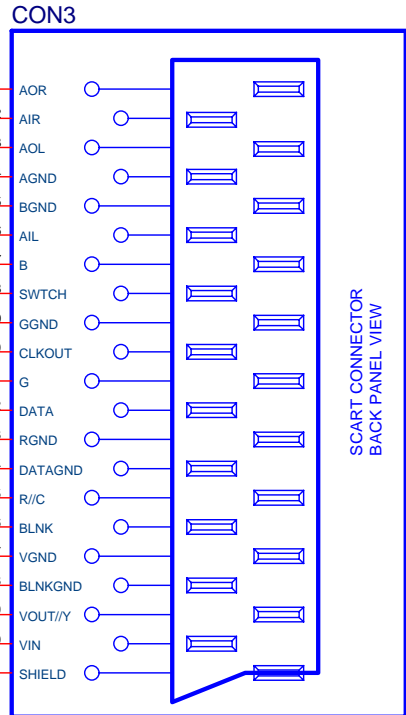 CON3
AOR
AIR
AOL
AGND
BGND
AIL
B
SWTCH
GGND
CLKOUT
G
DATA
RGND
DATAGND
R//C
BLNK
VGND
BLNKGND
VOUT//Y
VIN
SHIELD
SCART CONNECTOR
BACK PANEL VIEW